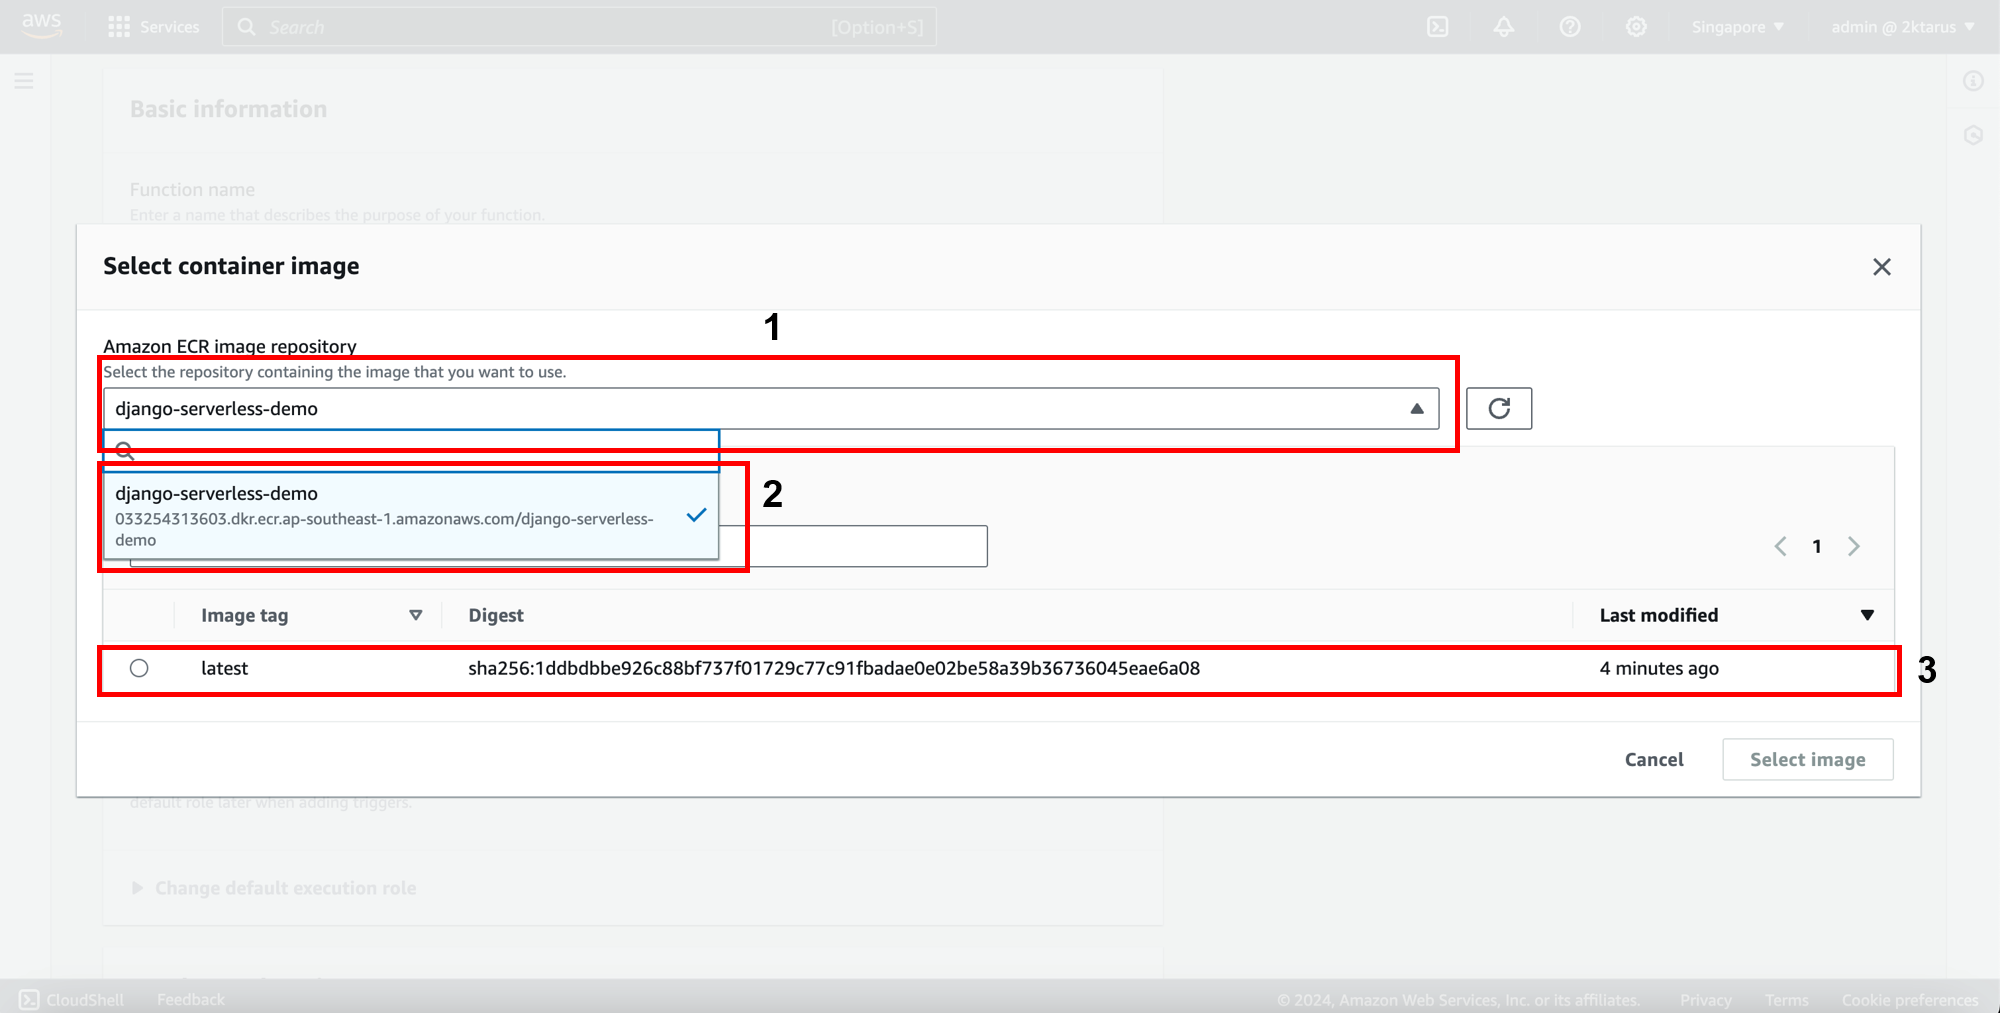 aws
Services
Search
[Option+S]
Singapore
admin @ 2ktarus
Basic information
Function name
Enter a name that describes the purpose of your function.
Select container image
1
Amazon ECR image repository
Select the repository containing the image that you want to use.
django-serverless-demo
django-serverless-demo
2
033254313603.dkr.ecr.ap-southeast-1.amazonaws.com/django-serverless-
demo
1
Image tag
Digest
Last modified
latest
sha256:1ddbdbbe926c88bf737f01729c77c91fbadae0e02be58a39b36736045eae6a08
4 minutes ago
3
Cancel
Select image
default role later when adding triggers.
Change default execution role
CloudShell
Feedback
© 2024, Amazon Web Services, Inc. or its affiliates.
Privacy
Terms
Cookie preferences